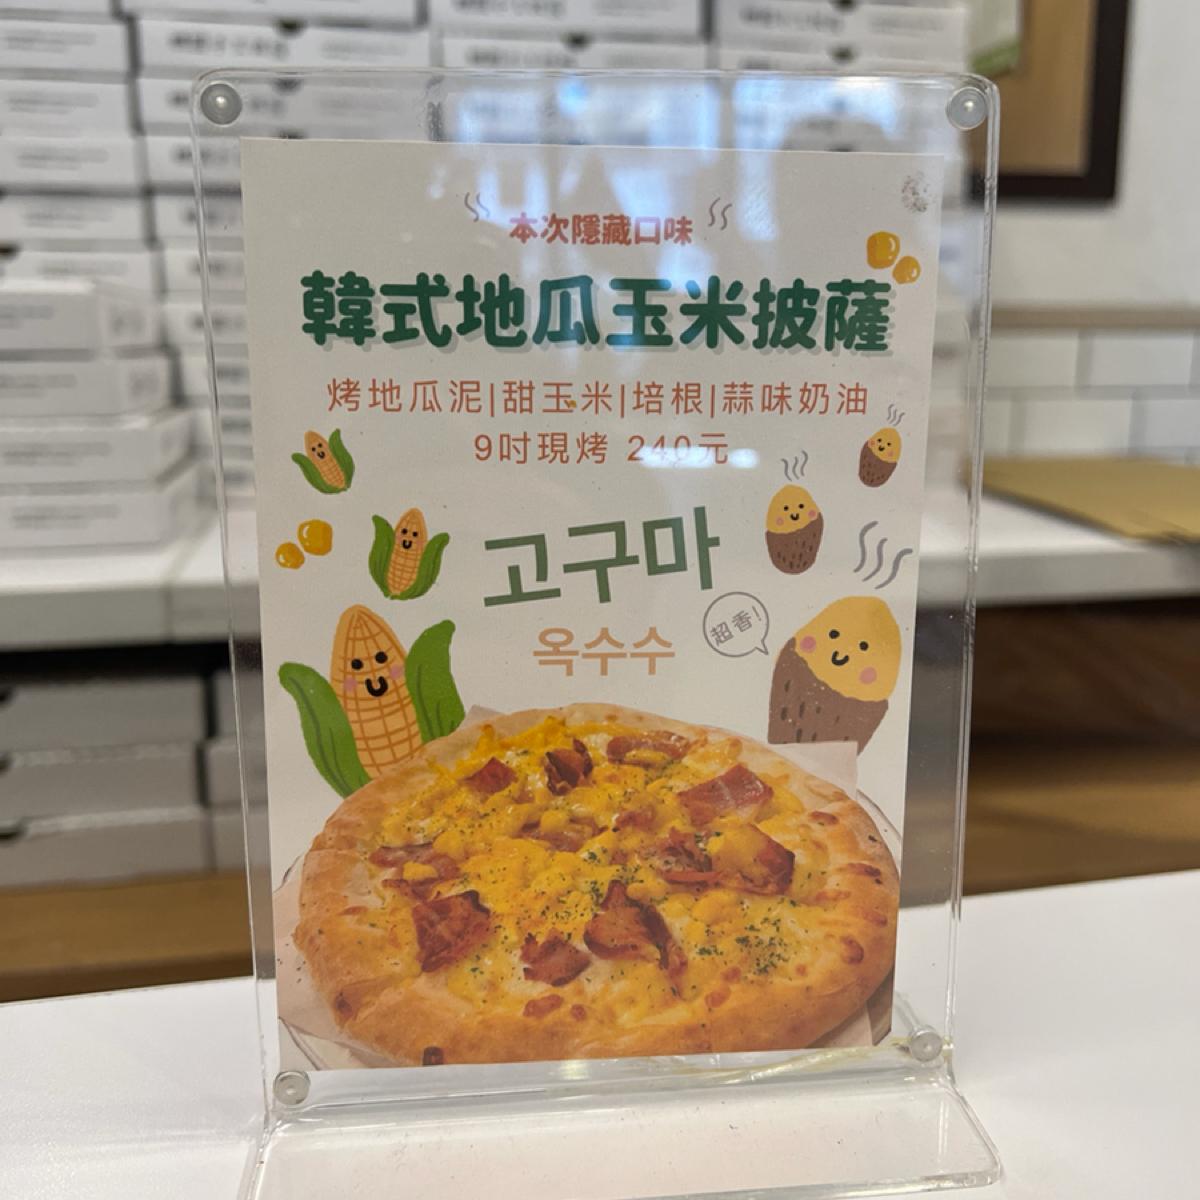 本次隱藏口味
韓式地瓜玉米披薩
烤地瓜泥|甜玉米|培根|蒜味奶油
9吋現烤 240元
고구마
超香!
옥수수